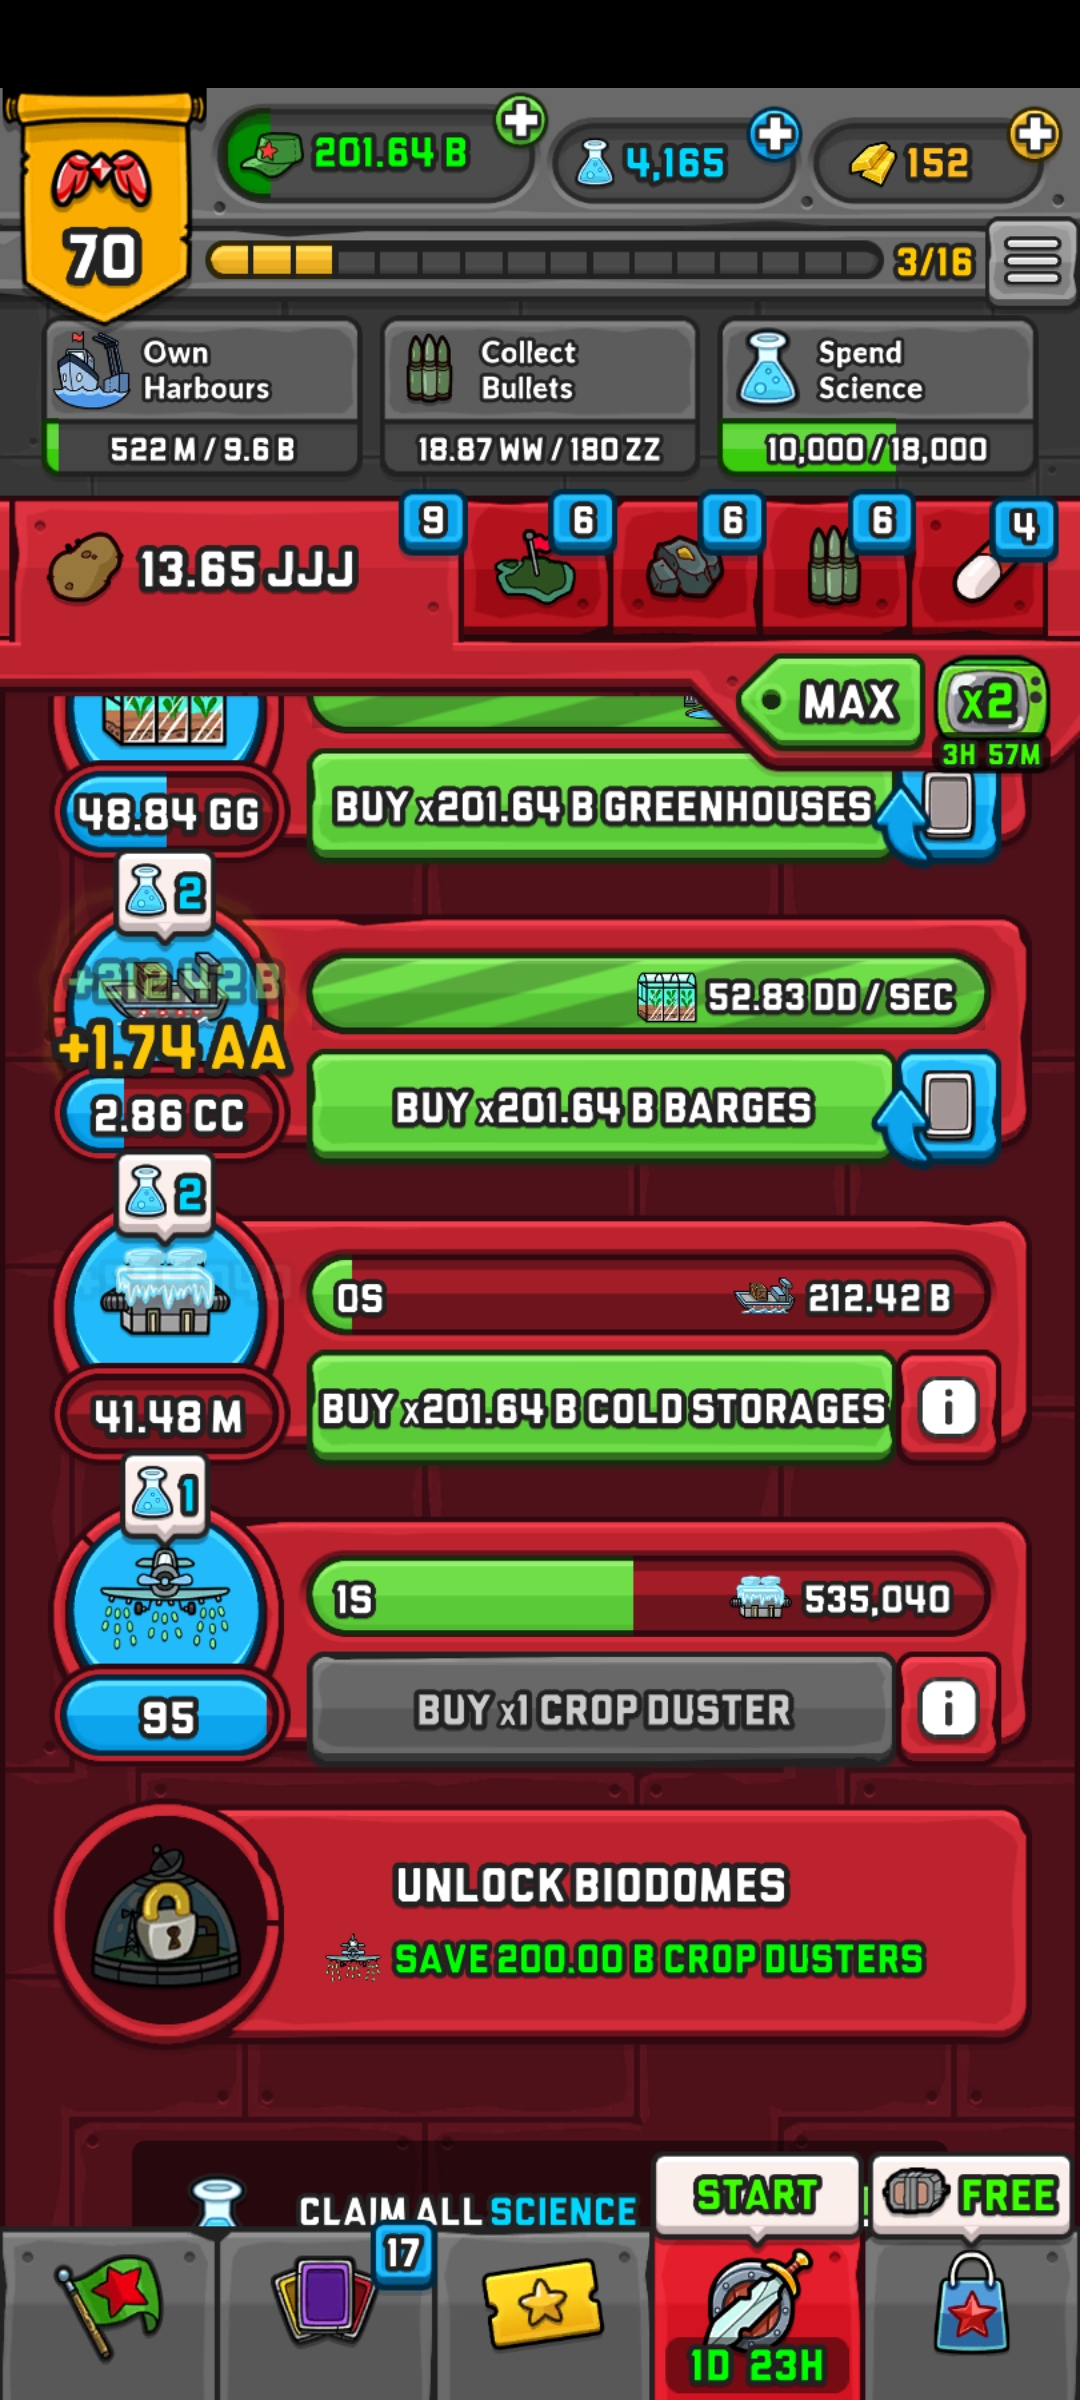 201.64 B
4,165
152
70
3/16
Own
Harbours
522 M / 9.6 B
Collect
Bullets
18.87 WW / 180 ZZ
Spend
Science
10,000 / 18,000
13.65 JJJ
9
6
6
6
4
MAX
x2
3H 57M
48.84 GG
BUY x201.64 B GREENHOUSES
2
+212.42 B
+1.74 AA
52.83 DD / SEC
2.86 CC
BUY x201.64 B BARGES
2
0S
212.42 B
41.48 M
BUY x201.64 B COLD STORAGES
i
1
1S
535,040
95
BUY x1 CROP DUSTER
i
UNLOCK BIODOMES
SAVE 200.00 B CROP DUSTERS
CLAIM ALL SCIENCE
START
FREE
17
1D 23H